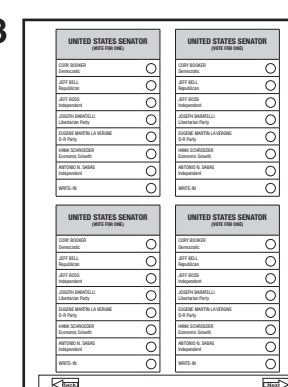 3
UNITED STATES SENATOR
(VOTE FOR ONE)
CORY BOOKER
Democratic
JEFF BELL
Republican
JEFF BOSS
Independent
JOSEPH BARATELLI
Libertarian Party
EUGENE MARTIN LA VERGNE
D-R Party
HANK SCHROEDER
Economic Growth
ANTONIO N. SABAS
Independent
WRITE-IN
UNITED STATES SENATOR
(VOTE FOR ONE)
CORY BOOKER
Democratic
JEFF BELL
Republican
JEFF BOSS
Independent
JOSEPH BARATELLI
Libertarian Party
EUGENE MARTIN LA VERGNE
D-R Party
HANK SCHROEDER
Economic Growth
ANTONIO N. SABAS
Independent
WRITE-IN
UNITED STATES SENATOR
(VOTE FOR ONE)
CORY BOOKER
Democratic
JEFF BELL
Republican
JEFF BOSS
Independent
JOSEPH BARATELLI
Libertarian Party
EUGENE MARTIN LA VERGNE
D-R Party
HANK SCHROEDER
Economic Growth
ANTONIO N. SABAS
Independent
WRITE-IN
UNITED STATES SENATOR
(VOTE FOR ONE)
CORY BOOKER
Democratic
JEFF BELL
Republican
JEFF BOSS
Independent
JOSEPH BARATELLI
Libertarian Party
EUGENE MARTIN LA VERGNE
D-R Party
HANK SCHROEDER
Economic Growth
ANTONIO N. SABAS
Independent
WRITE-IN
Back
Next